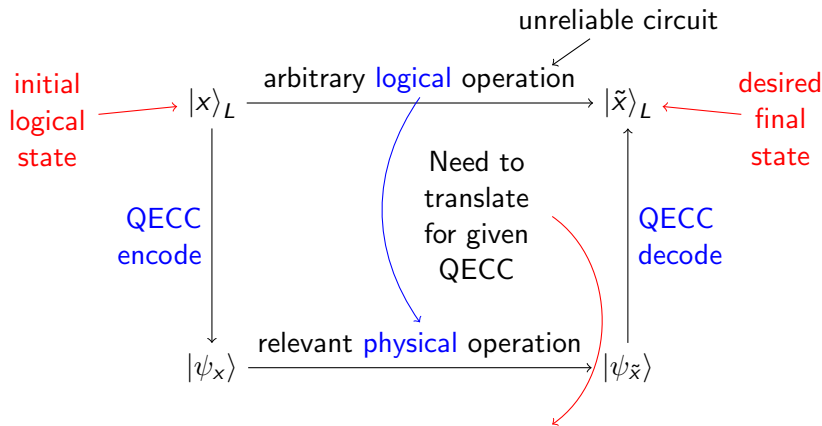 unreliable circuit
initial
logical
state
|x⟩_L
arbitrary logical operation
|x̃⟩_L
desired
final
state
QECC
encode
Need to
translate
for given
QECC
QECC
decode
|ψ_x⟩
relevant physical operation
|ψ_x̃⟩